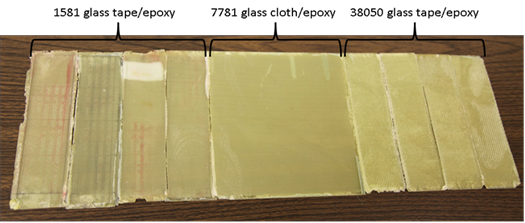 1581 glass tape/epoxy
7781 glass cloth/epoxy
38050 glass tape/epoxy